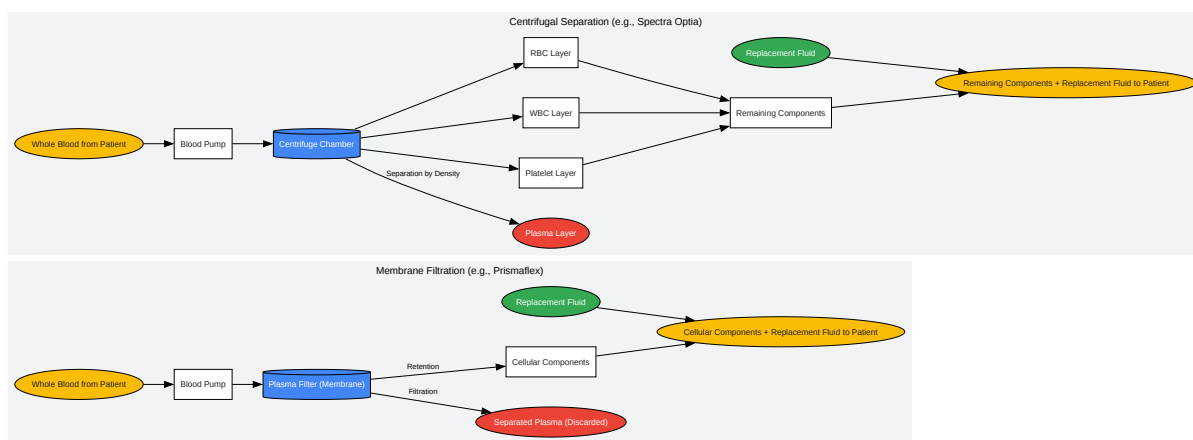 Centrifugal Separation (e.g., Spectra Optia)
RBC Layer
Replacement Fluid
Remaining Components + Replacement Fluid to Patient
WBC Layer
Remaining Components
Whole Blood from Patient
Blood Pump
Centrifuge Chamber
Platelet Layer
Separation by Density
Plasma Layer
Membrane Filtration (e.g., Prismaflex)
Replacement Fluid
Cellular Components + Replacement Fluid to Patient
Retention
Cellular Components
Whole Blood from Patient
Blood Pump
Plasma Filter (Membrane)
Filtration
Separated Plasma (Discarded)